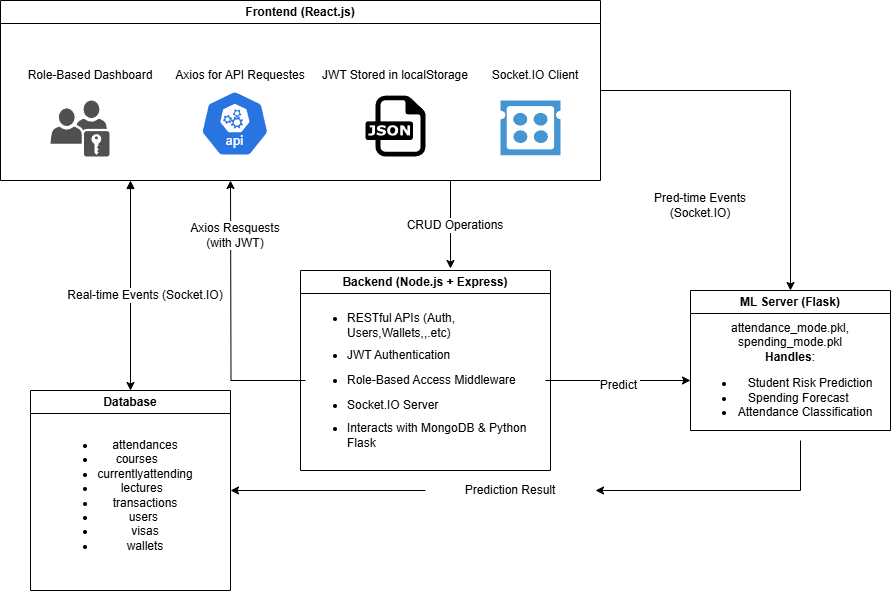 Frontend (React.js)
Role-Based Dashboard
Axios for API Requestes
JWT Stored in localStorage
Socket.IO Client
api
JSON
Axios Resquests
(with JWT)
CRUD Operations
Pred-time Events
(Socket.IO)
Real-time Events (Socket.IO)
Backend (Node.js + Express)
RESTful APIs (Auth,
Users,Wallets,,.etc)
JWT Authentication
Role-Based Access Middleware
Socket.IO Server
Interacts with MongoDB & Python
Flask
Predict
ML Server (Flask)
attendance_mode.pkl,
spending_mode.pkl
Handles:
Student Risk Prediction
Spending Forecast
Attendance Classification
Database
attendances
courses
currentlyattending
lectures
transactions
users
visas
wallets
Prediction Result